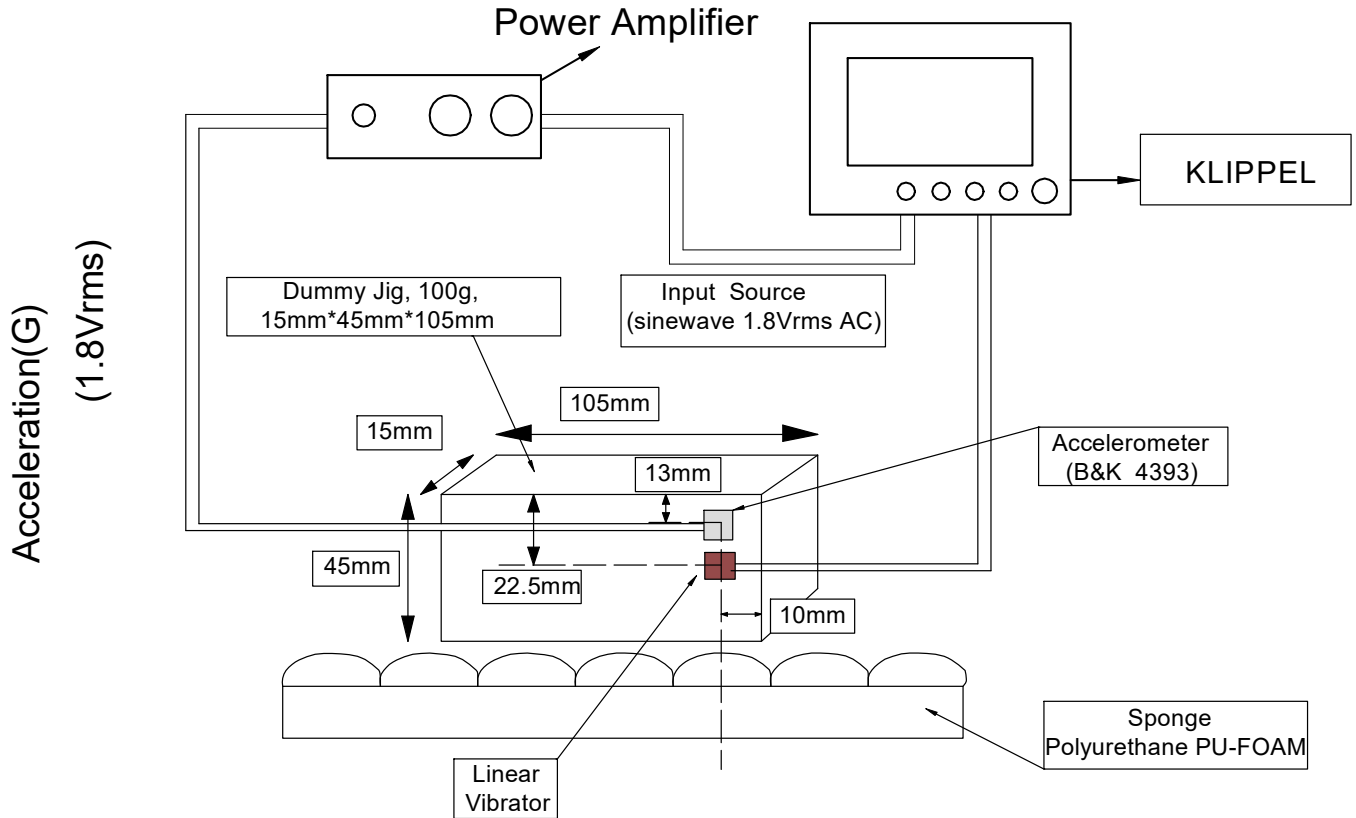 Power Amplifier
KLIPPEL
Acceleration(G)
(1.8Vrms)
Dummy Jig, 100g,
15mm*45mm*105mm
Input Source
(sinewave 1.8Vrms AC)
105mm
15mm
13mm
Accelerometer
(B&K 4393)
45mm
22.5mm
10mm
Sponge
Polyurethane PU-FOAM
Linear
Vibrator